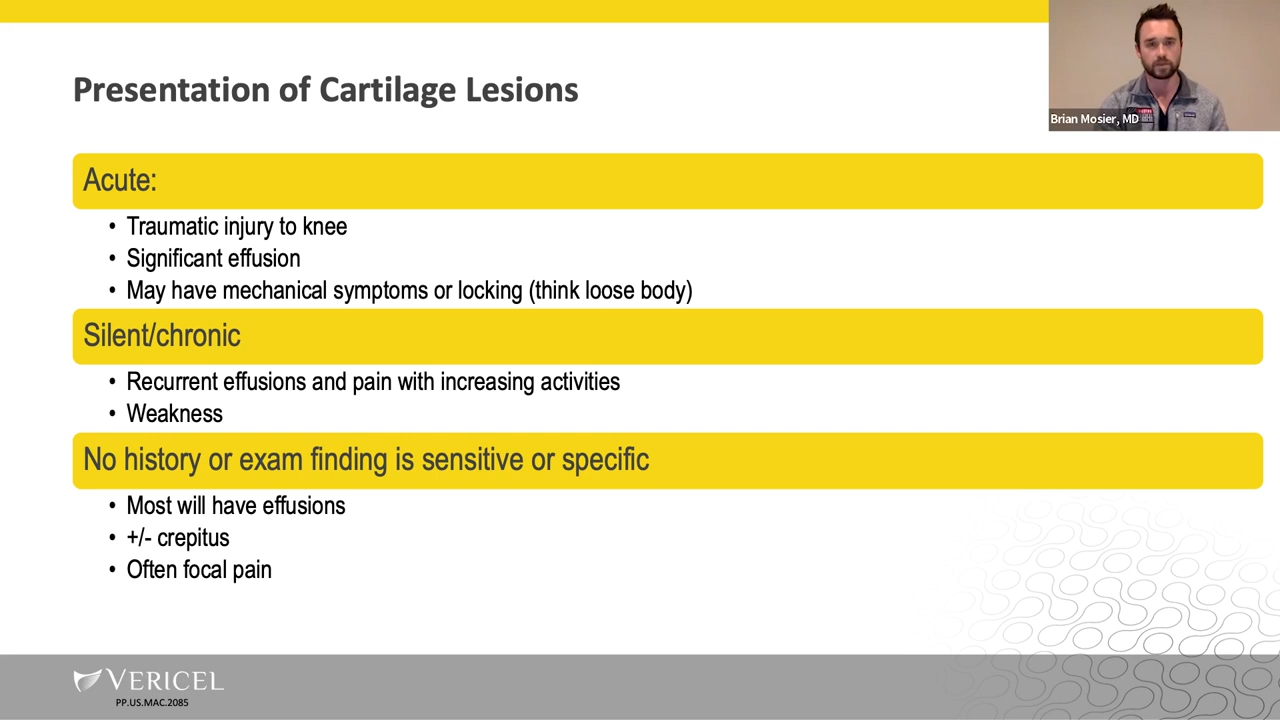 Presentation of Cartilage Lesions
Brian Mosier, MD
Acute:
• Traumatic injury to knee
• Significant effusion
• May have mechanical symptoms or locking (think loose body)
Silent/chronic
• Recurrent effusions and pain with increasing activities
• Weakness
No history or exam finding is sensitive or specific
• Most will have effusions
• +/- crepitus
• Often focal pain
VERICEL
PP.US.MAC.2085